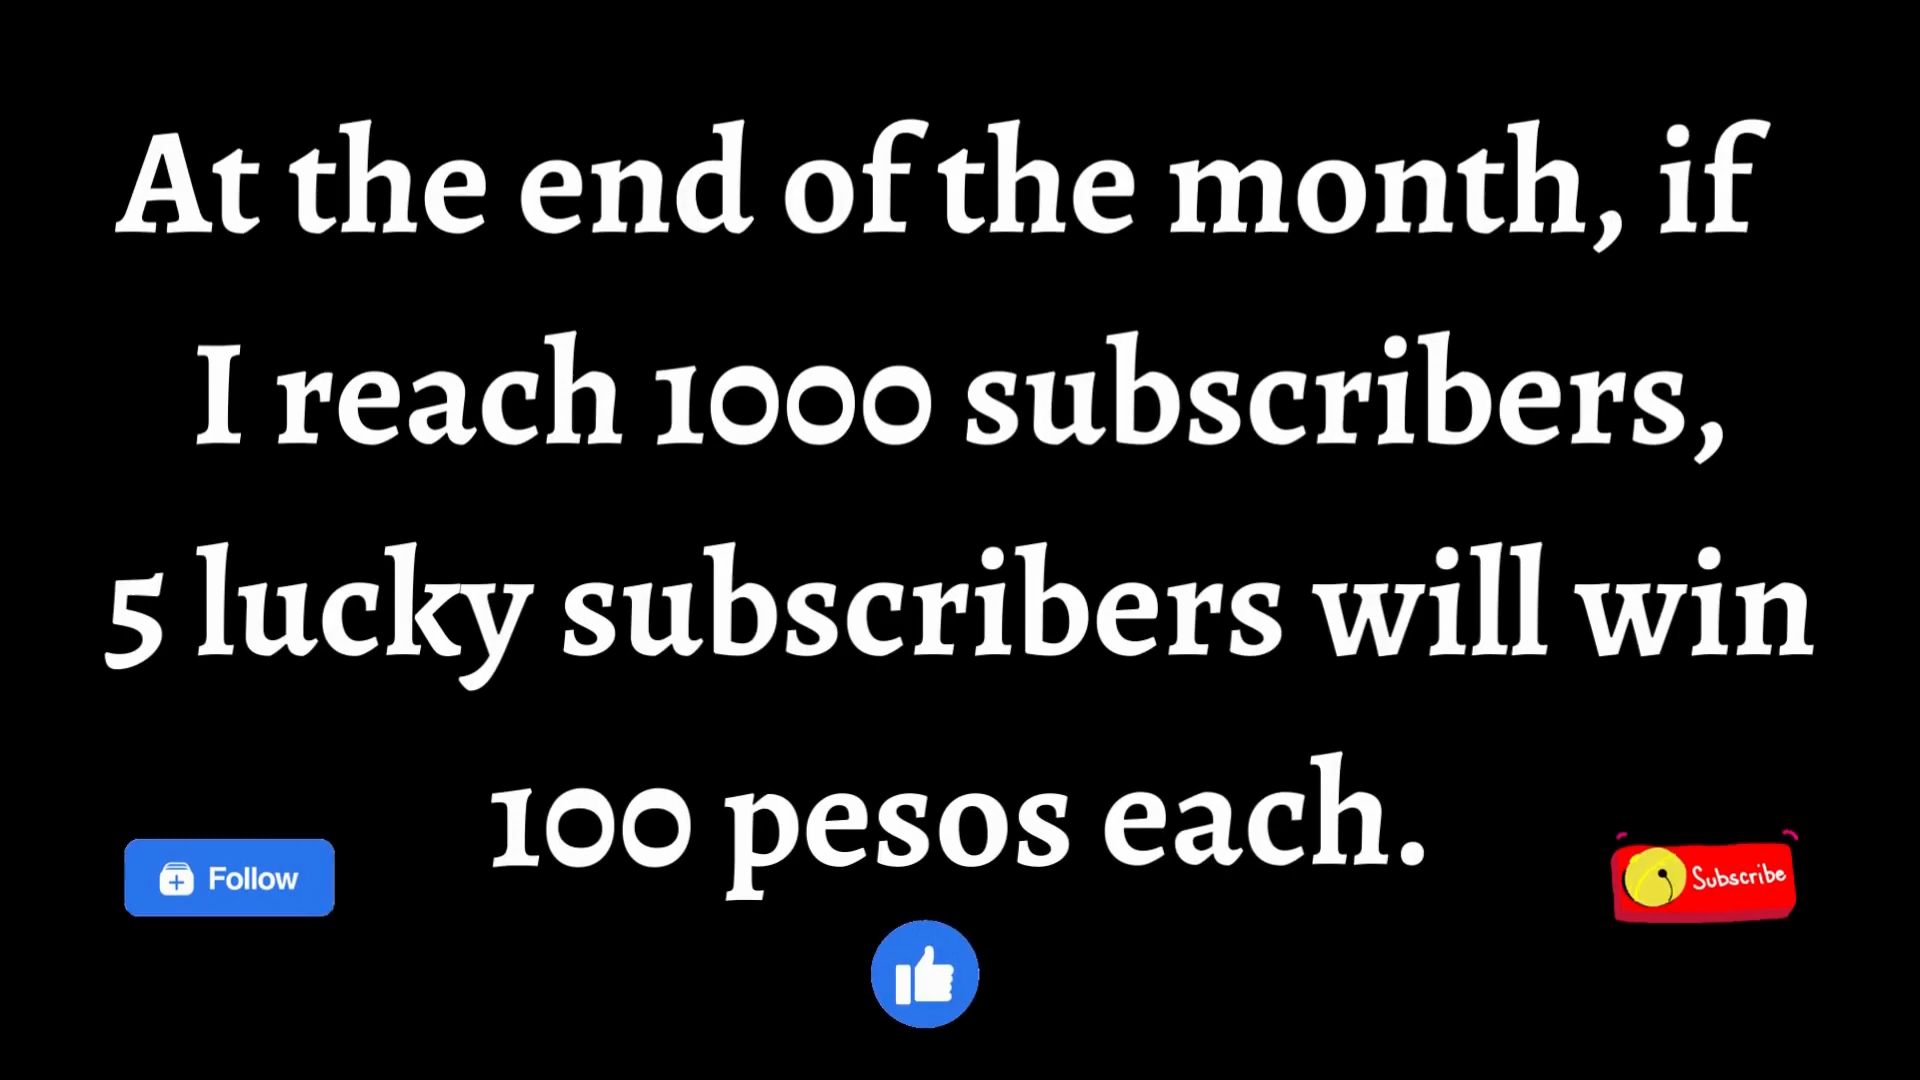 At the end of the month, if
I reach 1000 subscribers,
5 lucky subscribers will win
100 pesos each.
Follow
Subscribe